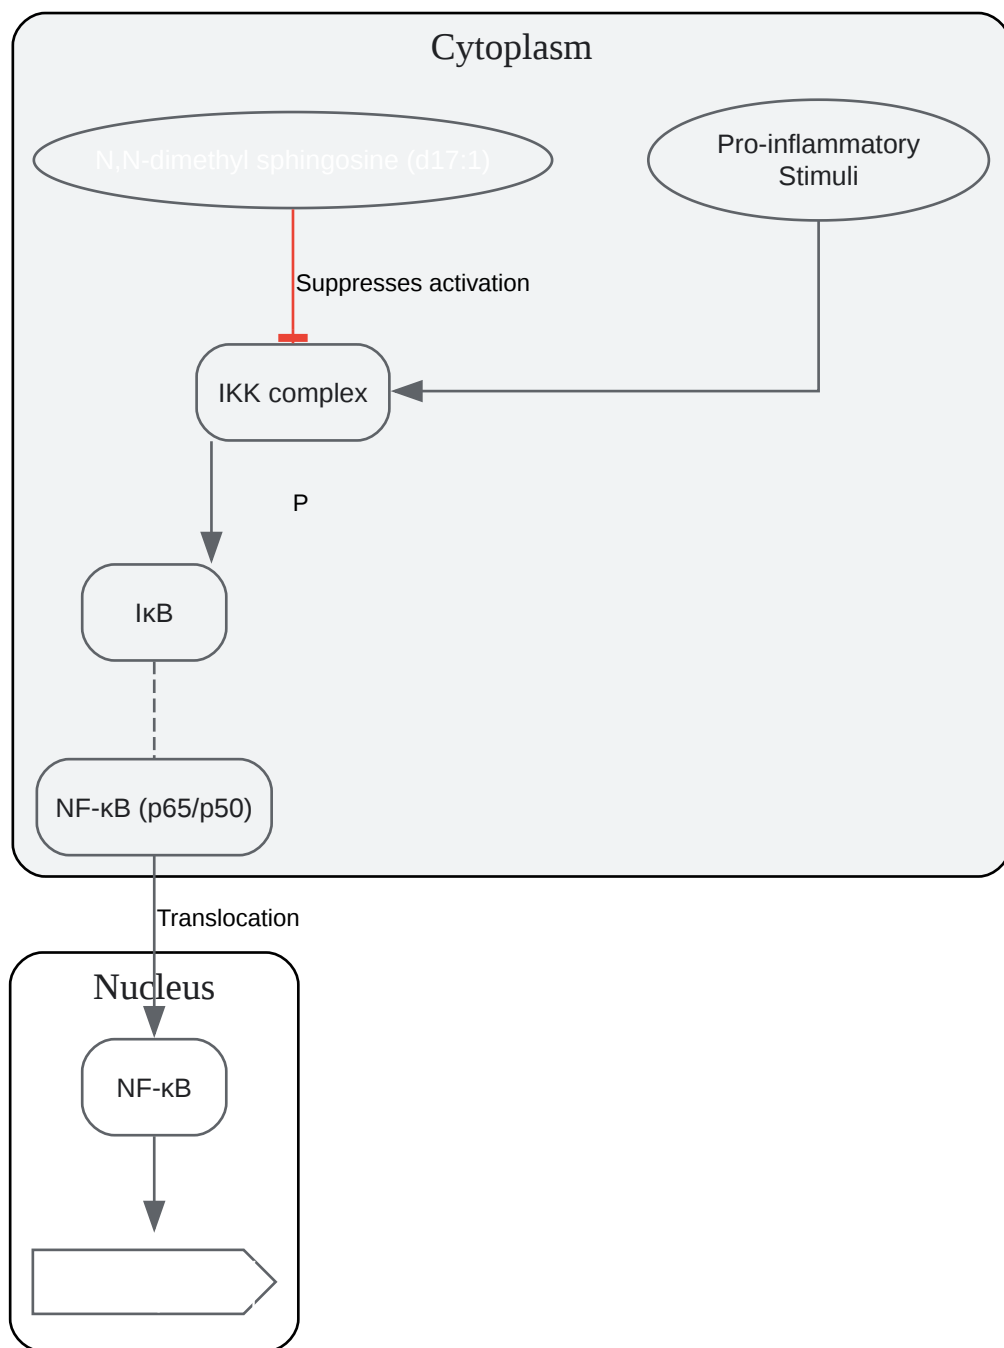 Cytoplasm
N,N-dimethyl sphingosine (d17:1)
Pro-inflammatory
Stimuli
Suppresses activation
IKK complex
P
IκB
NF-κB (p65/p50)
Translocation
Nucleus
NF-κB